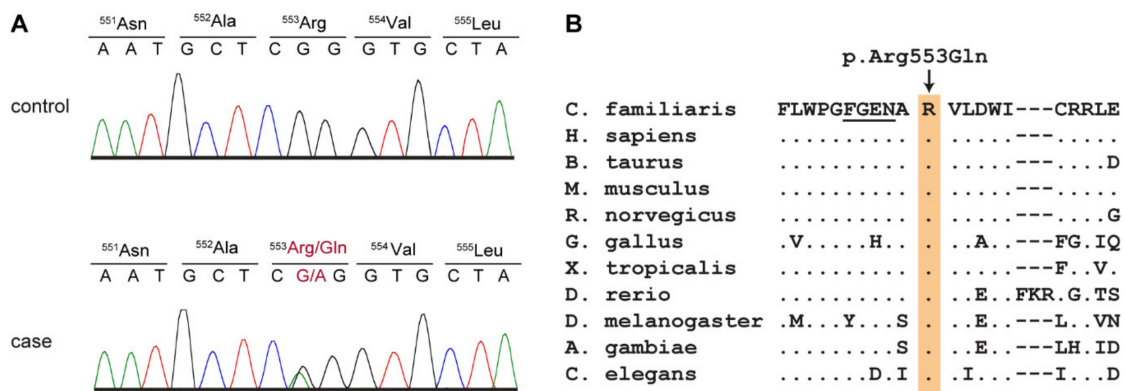 A
⁵⁵¹Asn ⁵⁵²Ala ⁵⁵³Arg ⁵⁵⁴Val ⁵⁵⁵Leu
A A T G C T C G G G T G C T A
control
⁵⁵¹Asn ⁵⁵²Ala ⁵⁵³Arg/Gln ⁵⁵⁴Val ⁵⁵⁵Leu
A A T G C T C G/A G G T G C T A
case
B
p.Arg553Gln
C. familiaris FLWPGFGENA R VLDWI---CRRLE
H. sapiens .......... . .....---.....
B. taurus .......... . .....---....D
M. musculus .......... . .....---.....
R. norvegicus .......... . .....---....G
G. gallus .V.....H.. . ..A..---FG.IQ
X. tropicalis .......... . .....---F..V.
D. rerio .......... . ..E..FKR.G.TS
D. melanogaster .M...Y...S . ..E..---L..VN
A. gambiae .........S . ..E..---LH.ID
C. elegans .......D.I . .I...---I...D